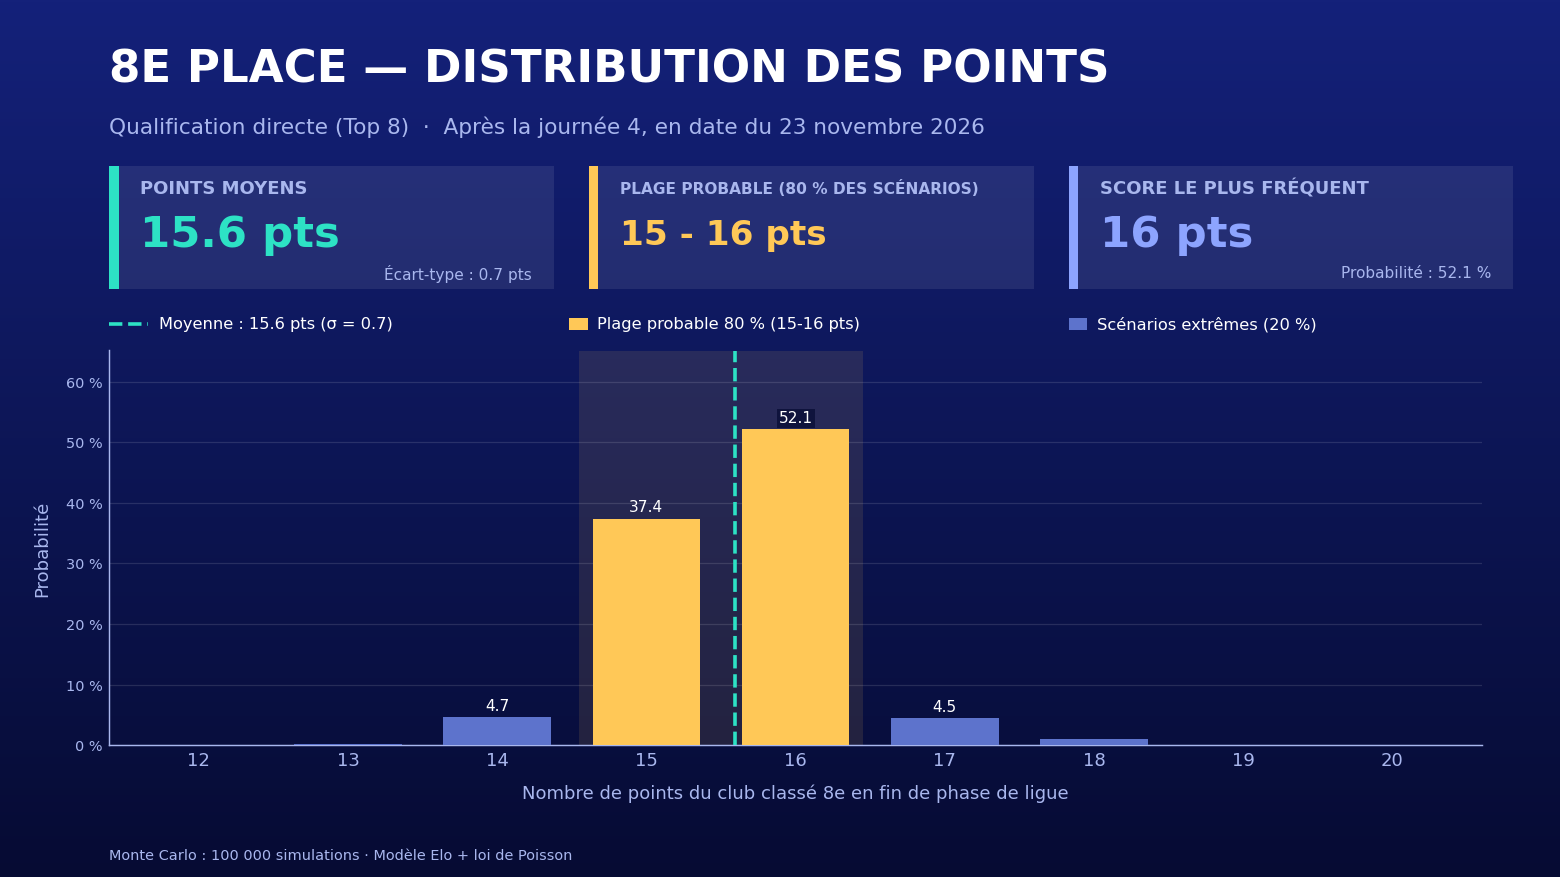 8E PLACE — DISTRIBUTION DES POINTS
Qualification directe (Top 8) · Après la journée 4, en date du 23 novembre 2026
POINTS MOYENS
15.6 pts
Écart-type : 0.7 pts
PLAGE PROBABLE (80 % DES SCÉNARIOS)
15 - 16 pts
SCORE LE PLUS FRÉQUENT
16 pts
Probabilité : 52.1 %
Moyenne : 15.6 pts (σ = 0.7)
Plage probable 80 % (15-16 pts)
Scénarios extrêmes (20 %)
Probabilité
60 %
50 %
40 %
30 %
20 %
10 %
0 %
4.7
37.4
52.1
4.5
12 13 14 15 16 17 18 19 20
Nombre de points du club classé 8e en fin de phase de ligue
Monte Carlo : 100 000 simulations · Modèle Elo + loi de Poisson